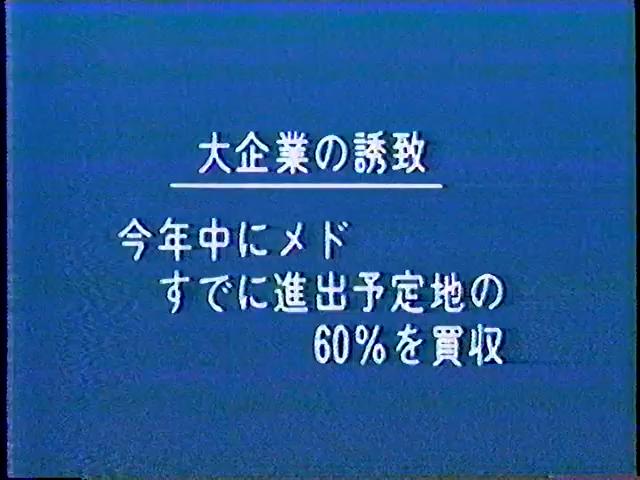 大企業の誘致
今年中にメド
すでに進出予定地の
60%を買収